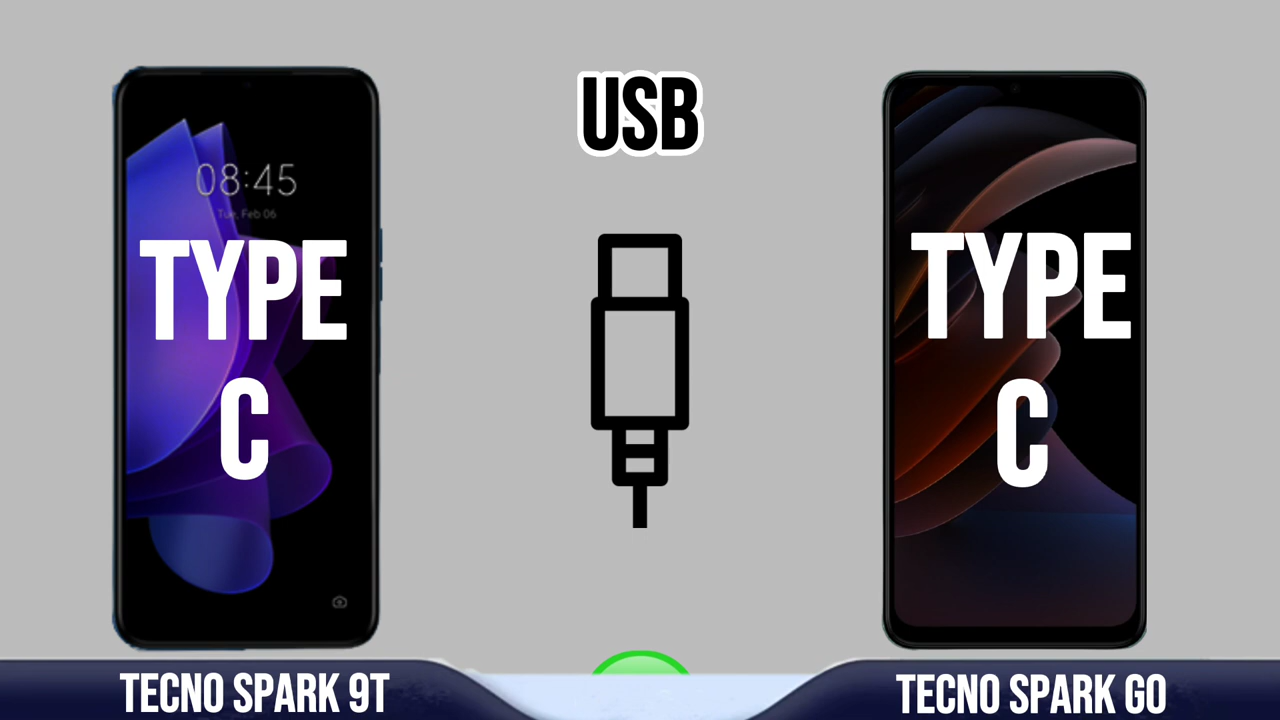 USB
08:45
Tue, Feb 06
TYPE
C
TYPE
C
TECNO SPARK 9T
TECNO SPARK GO